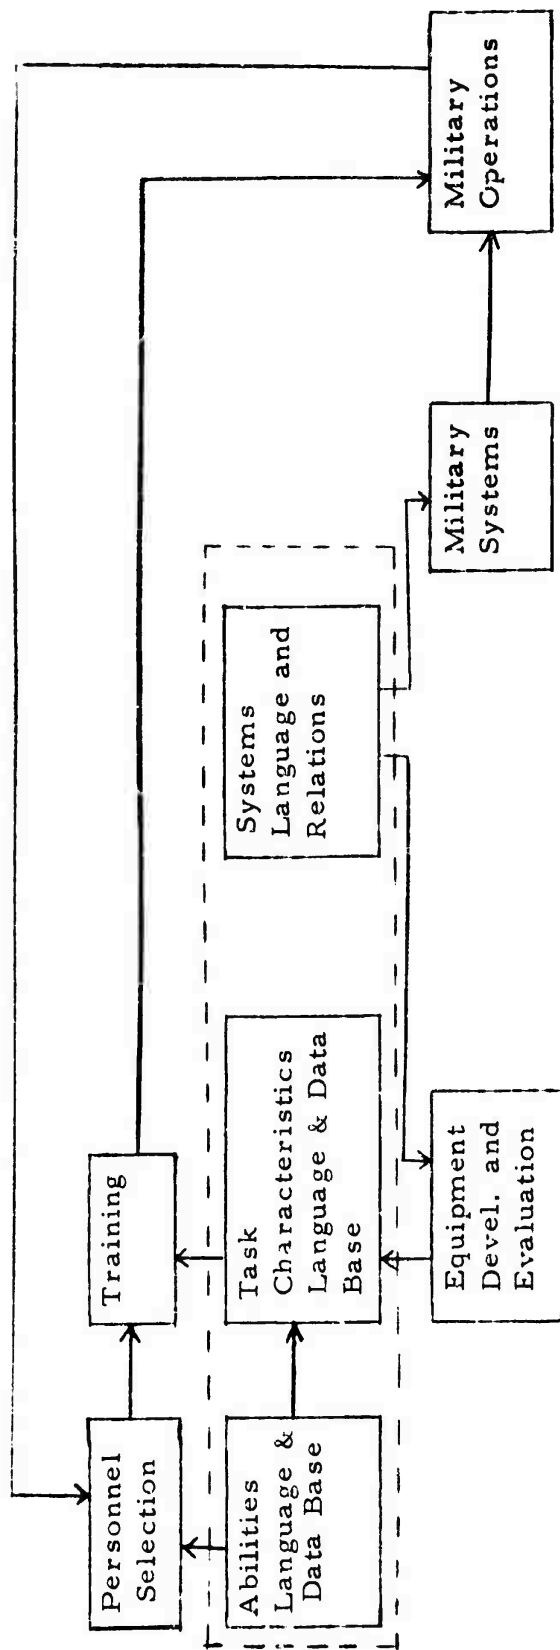 Personnel
Selection
Training
Abilities
Language &
Data Base
Task
Characteristics
Language & Data
Base
Systems
Language and
Relations
Equipment
Devel. and
Evaluation
Military
Systems
Military
Operations